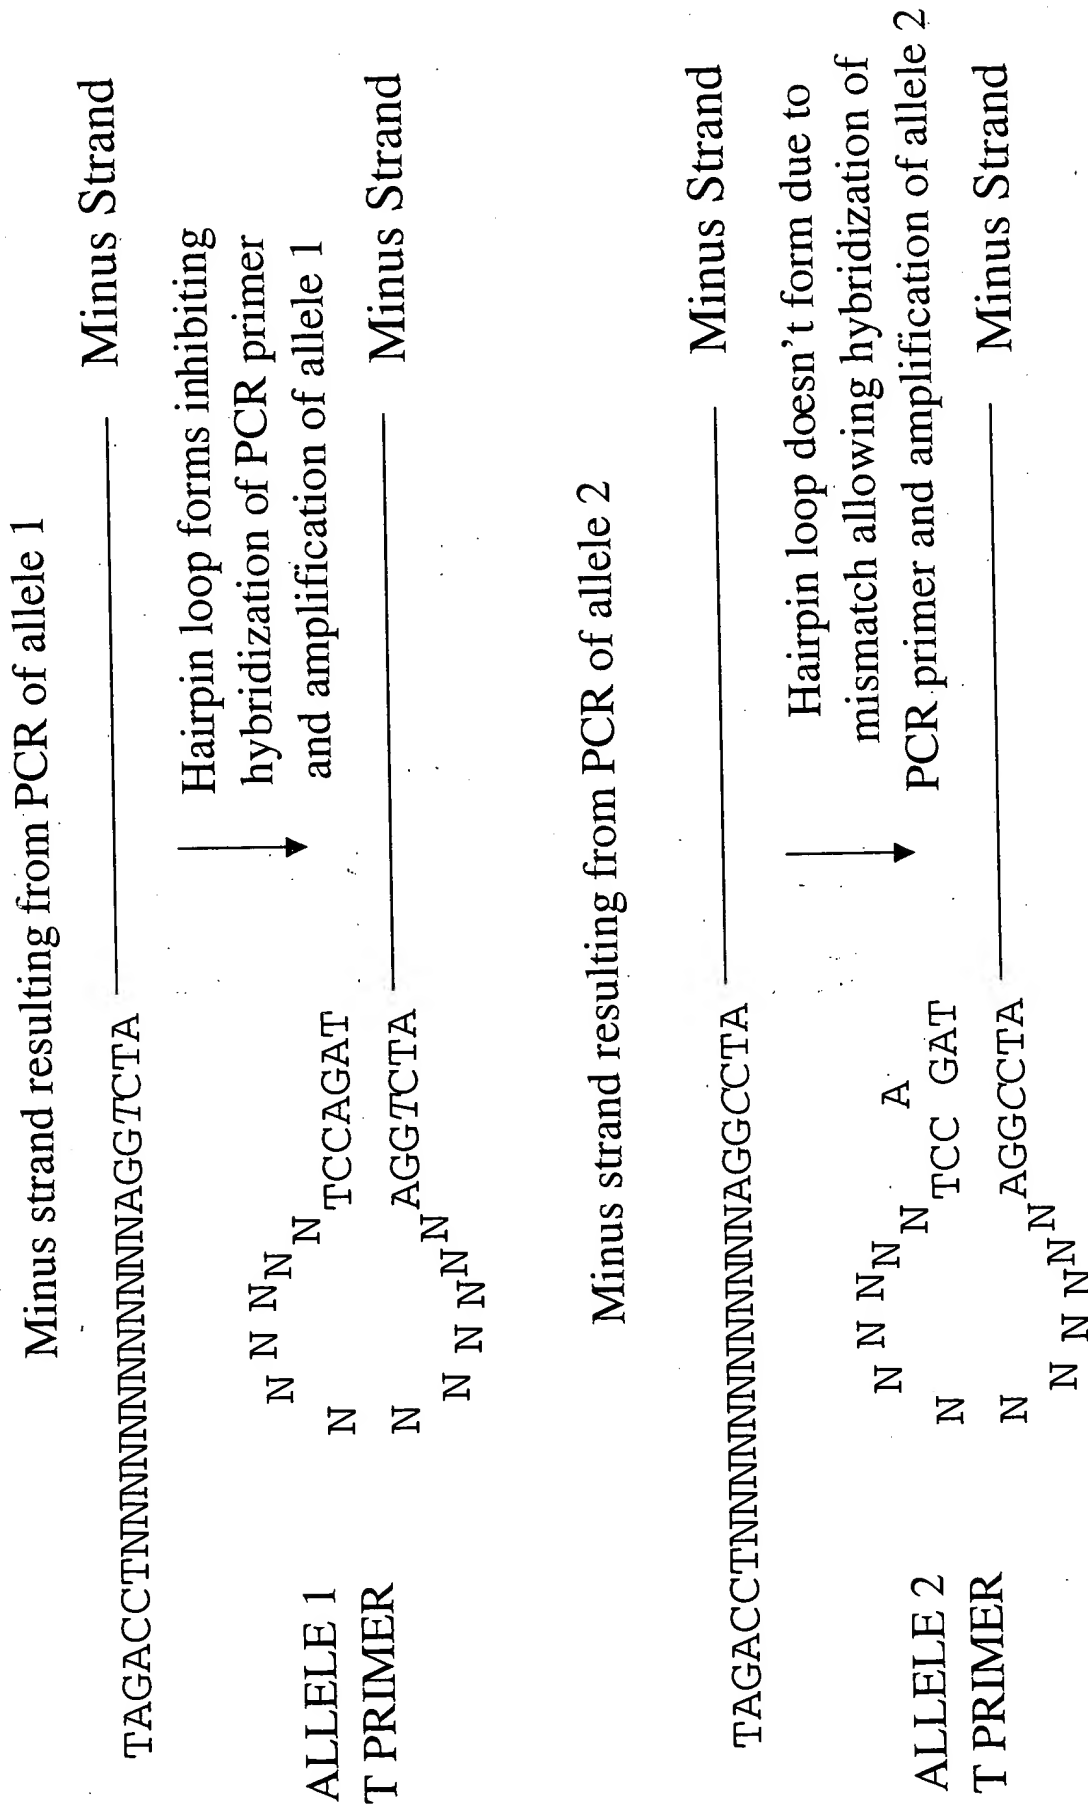 Minus strand resulting from PCR of allele 1
TAGACCTNNNNNNNNNNNNAGGTCTA Minus Strand
Hairpin loop forms inhibiting
hybridization of PCR primer
and amplification of allele 1
N N N N N
ALLELE 1 N TCCAGAT
T PRIMER N AGGTCTA Minus Strand
N N N N N
Minus strand resulting from PCR of allele 2
TAGACCTNNNNNNNNNNNNAGGCCTA Minus Strand
Hairpin loop doesn't form due to
mismatch allowing hybridization of
PCR primer and amplification of allele 2
N N N N N A
ALLELE 2 N TCC GAT
T PRIMER N AGGCCTA Minus Strand
N N N N N